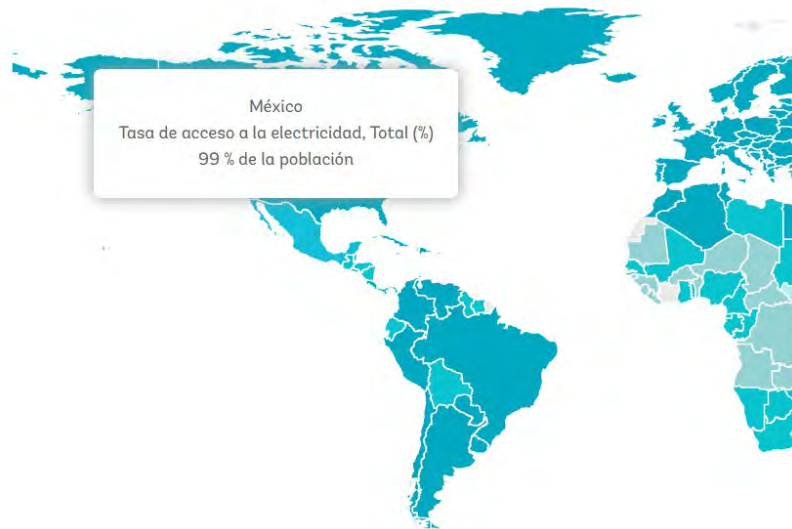 México
Tasa de acceso a la electricidad, Total (%)
99 % de la población